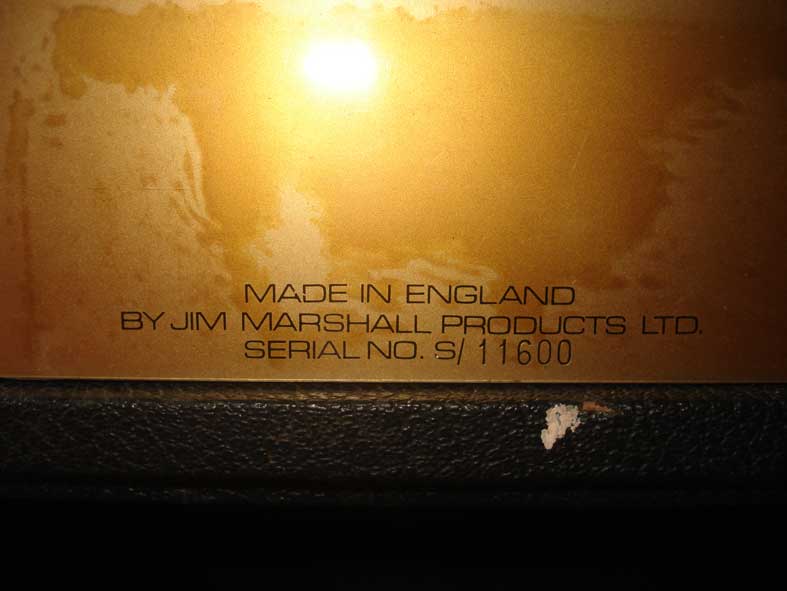 MADE IN ENGLAND
BY JIM MARSHALL PRODUCTS LTD.
SERIAL NO. S/ 11600